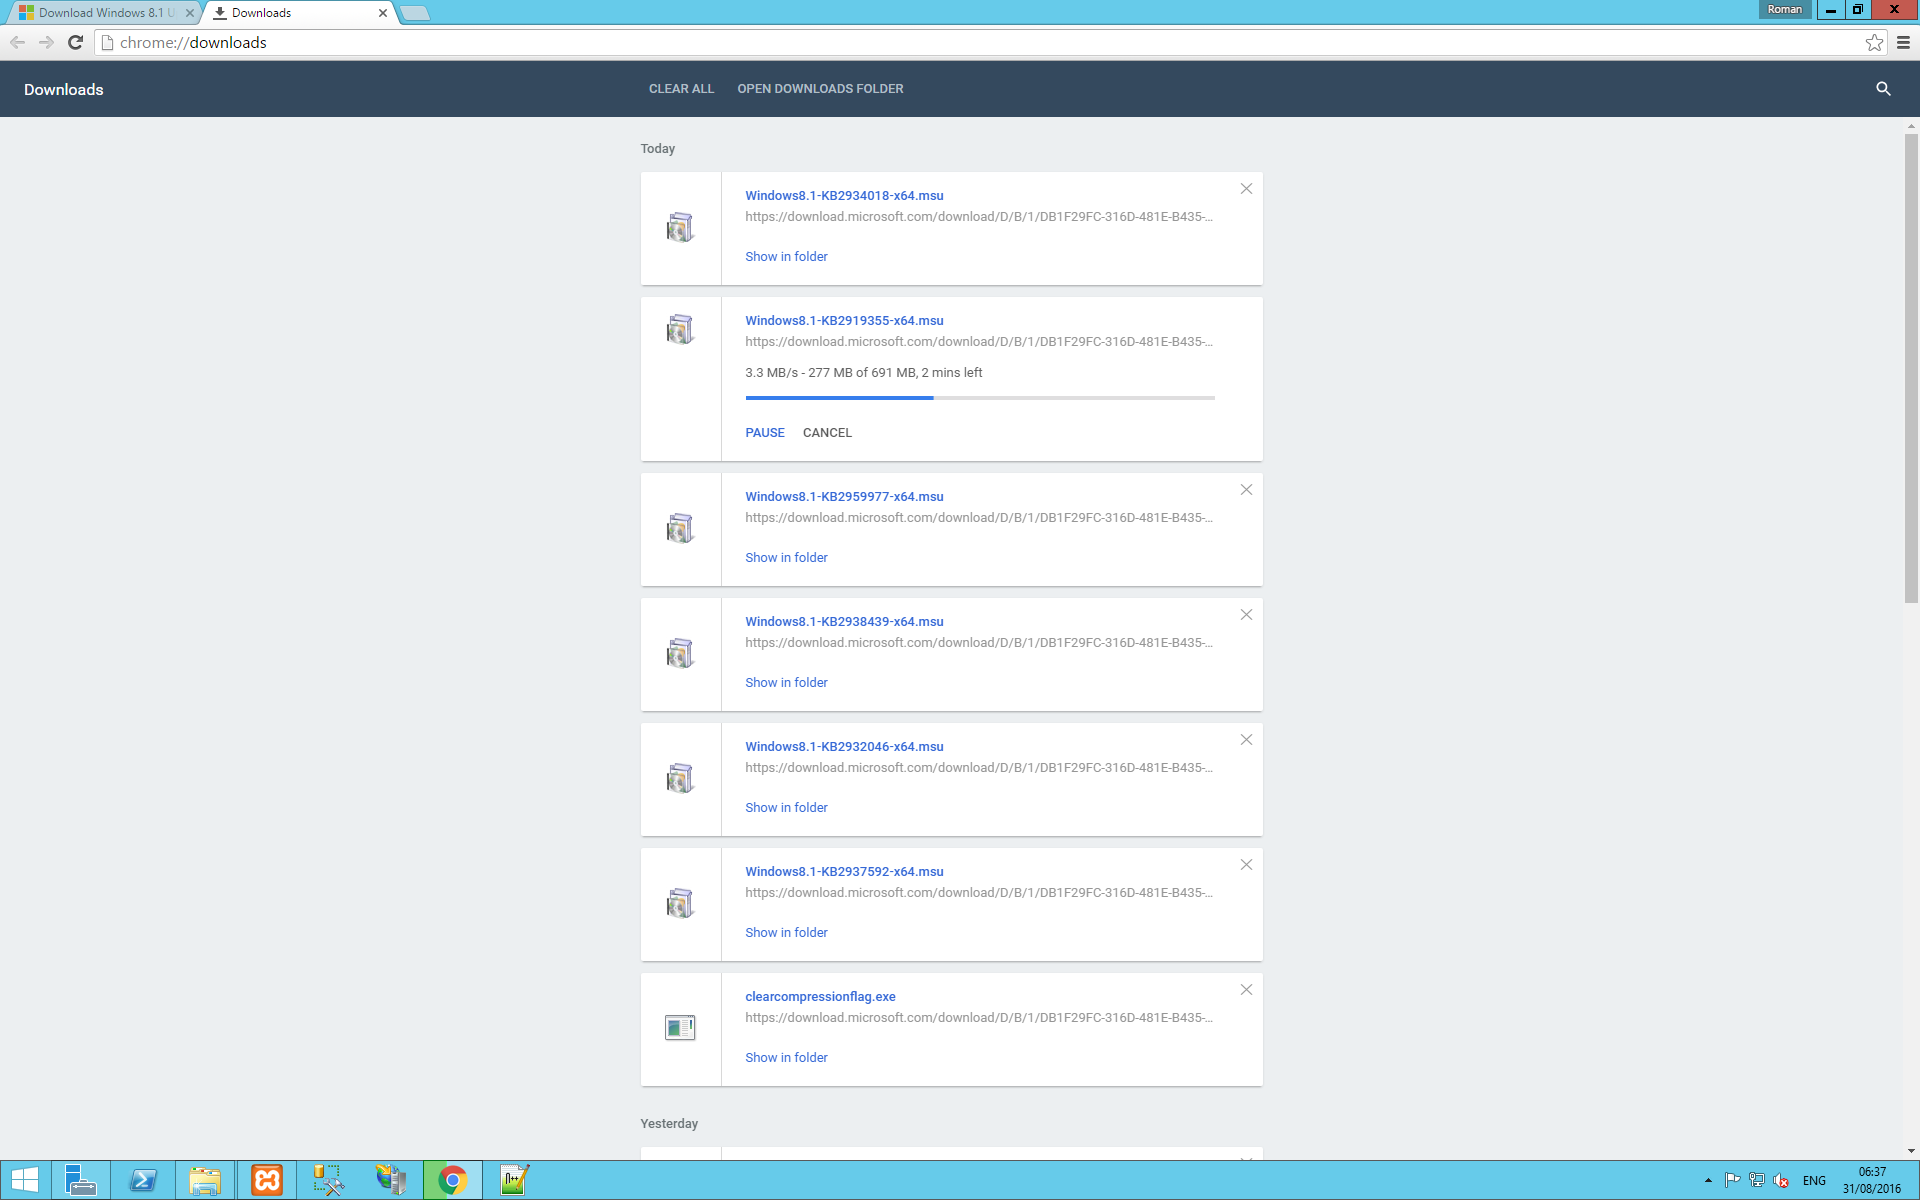 Download Windows 8.1 U
Downloads
Roman
chrome://downloads
Downloads
CLEAR ALL
OPEN DOWNLOADS FOLDER
Today
Windows8.1-KB2934018-x64.msu
https://download.microsoft.com/download/D/B/1/DB1F29FC-316D-481E-B435-...
Show in folder
Windows8.1-KB2919355-x64.msu
https://download.microsoft.com/download/D/B/1/DB1F29FC-316D-481E-B435-...
3.3 MB/s - 277 MB of 691 MB, 2 mins left
PAUSE CANCEL
Windows8.1-KB2959977-x64.msu
https://download.microsoft.com/download/D/B/1/DB1F29FC-316D-481E-B435-...
Show in folder
Windows8.1-KB2938439-x64.msu
https://download.microsoft.com/download/D/B/1/DB1F29FC-316D-481E-B435-...
Show in folder
Windows8.1-KB2932046-x64.msu
https://download.microsoft.com/download/D/B/1/DB1F29FC-316D-481E-B435-...
Show in folder
Windows8.1-KB2937592-x64.msu
https://download.microsoft.com/download/D/B/1/DB1F29FC-316D-481E-B435-...
Show in folder
clearcompressionflag.exe
https://download.microsoft.com/download/D/B/1/DB1F29FC-316D-481E-B435-...
Show in folder
Yesterday
ENG
06:37
31/08/2016